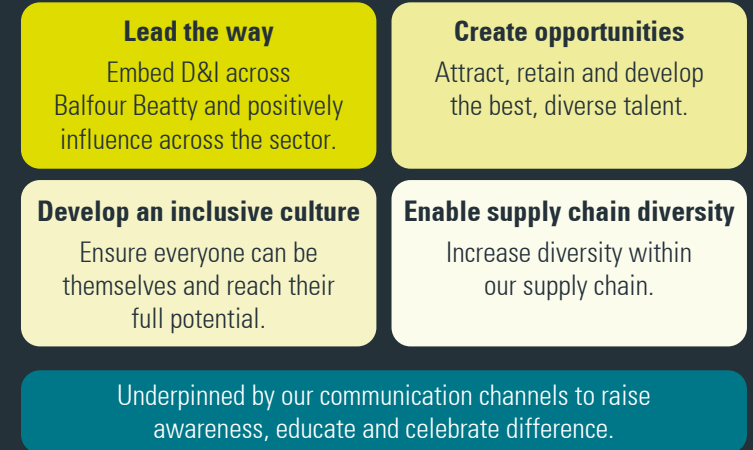 Lead the way
Embed D&I across
Balfour Beatty and positively
influence across the sector.
Create opportunities
Attract, retain and develop
the best, diverse talent.
Develop an inclusive culture
Ensure everyone can be
themselves and reach their
full potential.
Enable supply chain diversity
Increase diversity within
our supply chain.
Underpinned by our communication channels to raise
awareness, educate and celebrate difference.